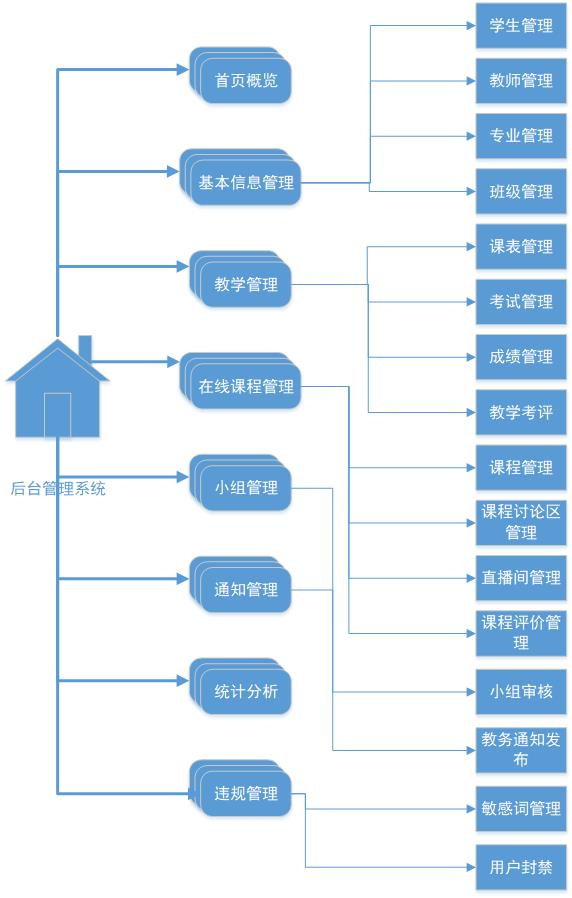 学生管理
首页概览
教师管理
专业管理
基本信息管理
班级管理
课表管理
教学管理
考试管理
成绩管理
在线课程管理
教学考评
课程管理
后台管理系统
小组管理
课程讨论区
管理
直播间管理
通知管理
课程评价管
理
统计分析
小组审核
教务通知发
布
违规管理
敏感词管理
用户封禁